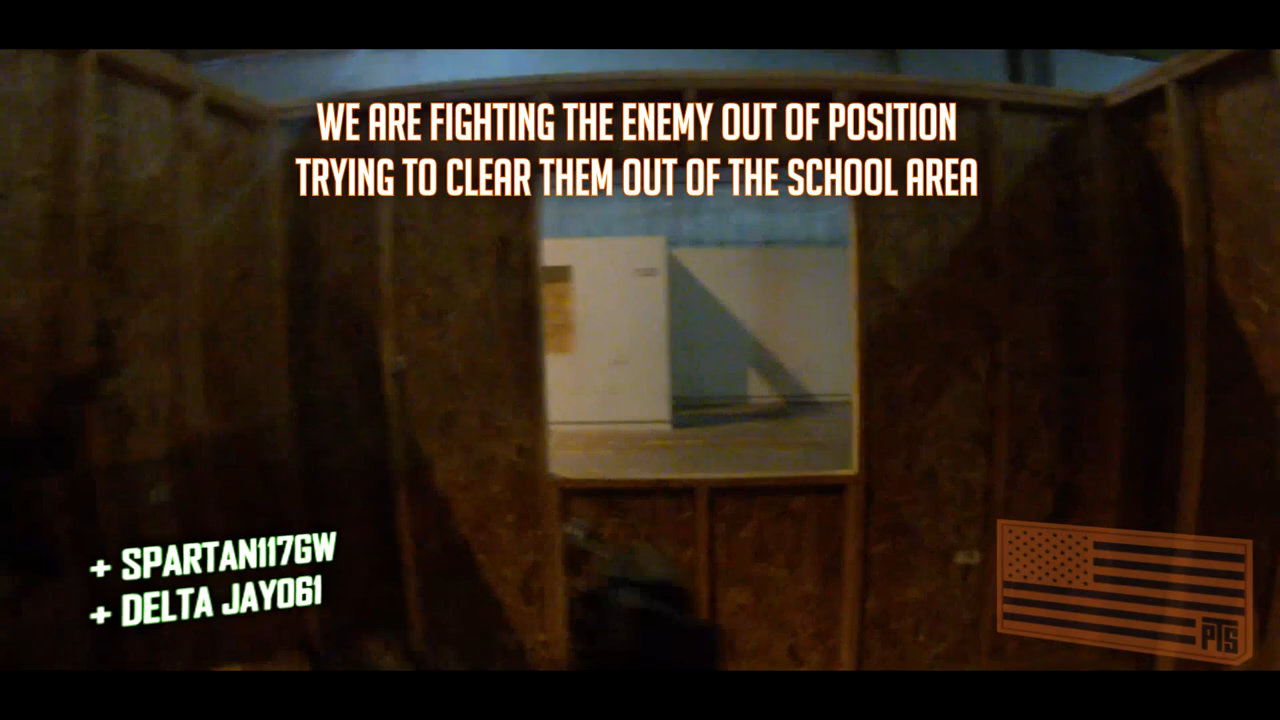 WE ARE FIGHTING THE ENEMY OUT OF POSITION
TRYING TO CLEAR THEM OUT OF THE SCHOOL AREA
+ SPARTAN117GW
+ DELTA JAY061
PTS